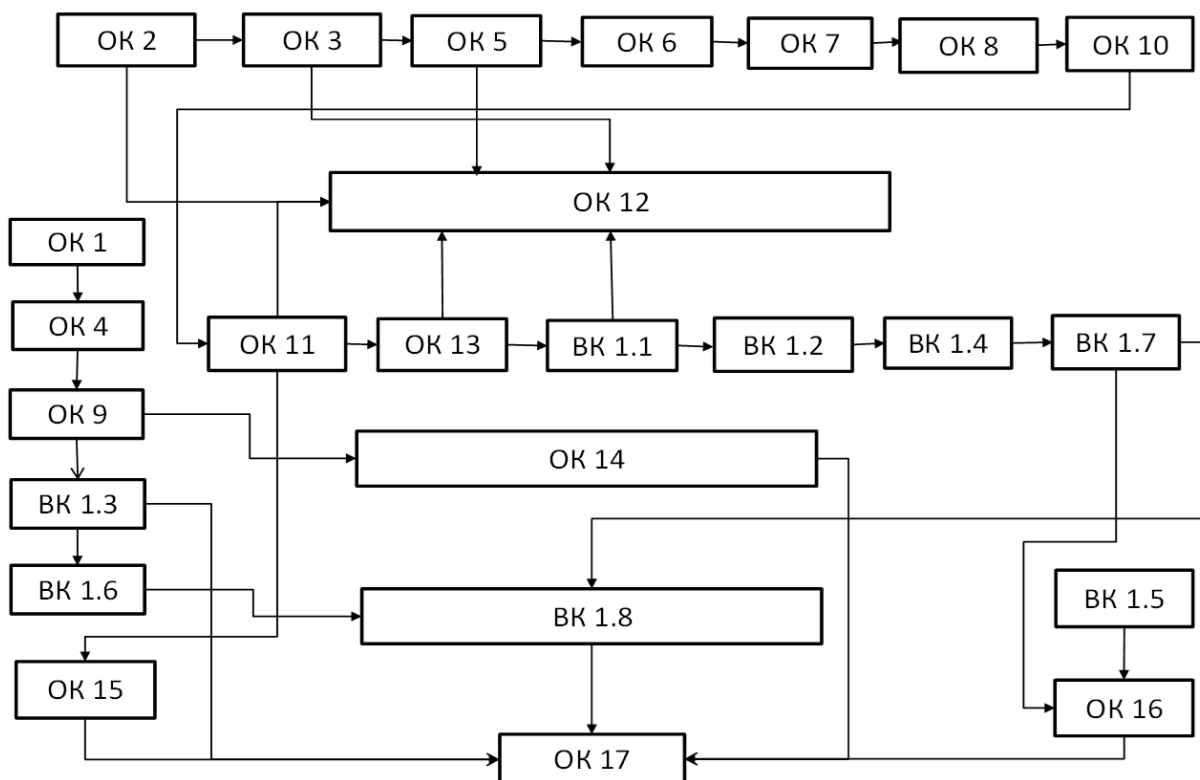 ОК 2
ОК 3
ОК 5
ОК 6
ОК 7
ОК 8
ОК 10
ОК 12
ОК 1
ОК 4
ОК 11
ОК 13
ВК 1.1
ВК 1.2
ВК 1.4
ВК 1.7
ОК 9
ОК 14
ВК 1.3
ВК 1.6
ВК 1.8
ВК 1.5
ОК 15
ОК 16
ОК 17